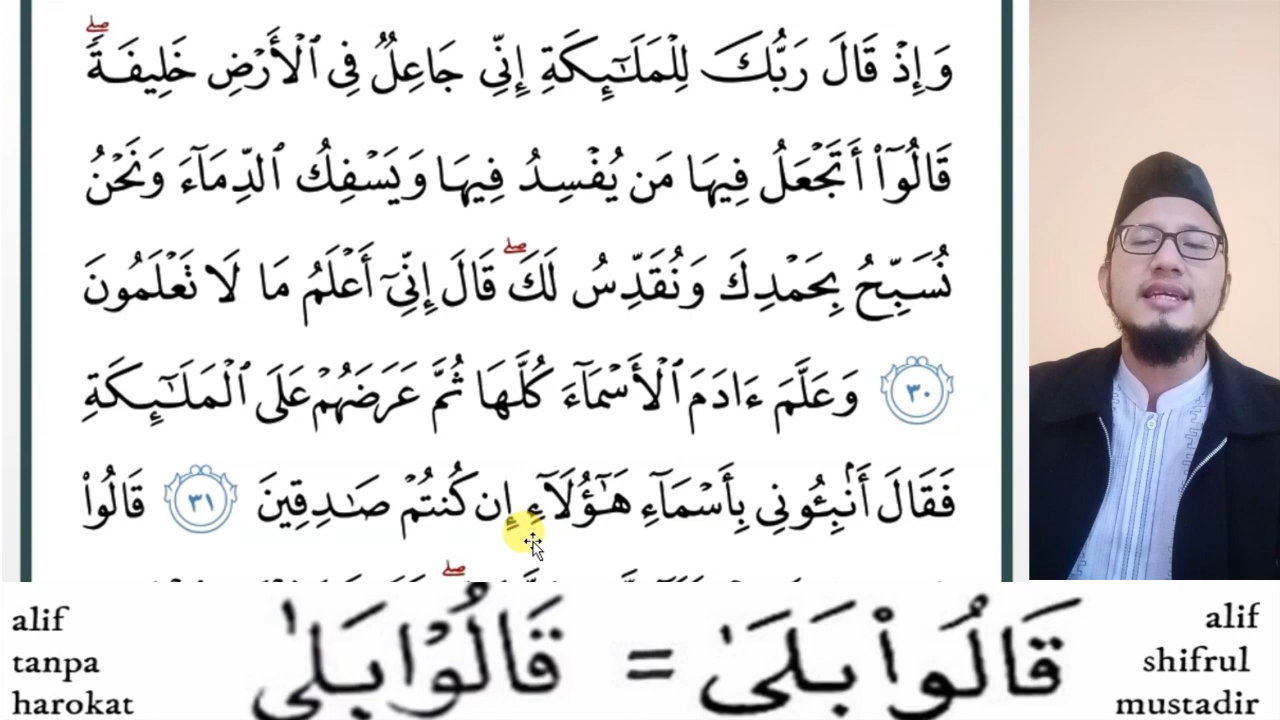 وَإِذْ قَالَ رَبُّكَ لِلْمَلَـٰٓئِكَةِ إِنِّى جَاعِلٌ فِى ٱلْأَرْضِ خَلِيفَةً ۖ
قَالُوٓا۟ أَتَجْعَلُ فِيهَا مَن يُفْسِدُ فِيهَا وَيَسْفِكُ ٱلدِّمَآءَ وَنَحْنُ
نُسَبِّحُ بِحَمْدِكَ وَنُقَدِّسُ لَكَ ۖ قَالَ إِنِّىٓ أَعْلَمُ مَا لَا تَعْلَمُونَ
٣٠ وَعَلَّمَ ءَادَمَ ٱلْأَسْمَآءَ كُلَّهَا ثُمَّ عَرَضَهُمْ عَلَى ٱلْمَلَـٰٓئِكَةِ
فَقَالَ أَنۢبِـُٔونِى بِأَسْمَآءِ هَـٰٓؤُلَآءِ إِن كُنتُمْ صَـٰدِقِينَ ٣١ قَالُوا۟
alif
tanpa
harokat
قَالُوا۟ بَلَىٰ = قَالُوْا بَلٰى
alif
shifrul
mustadir